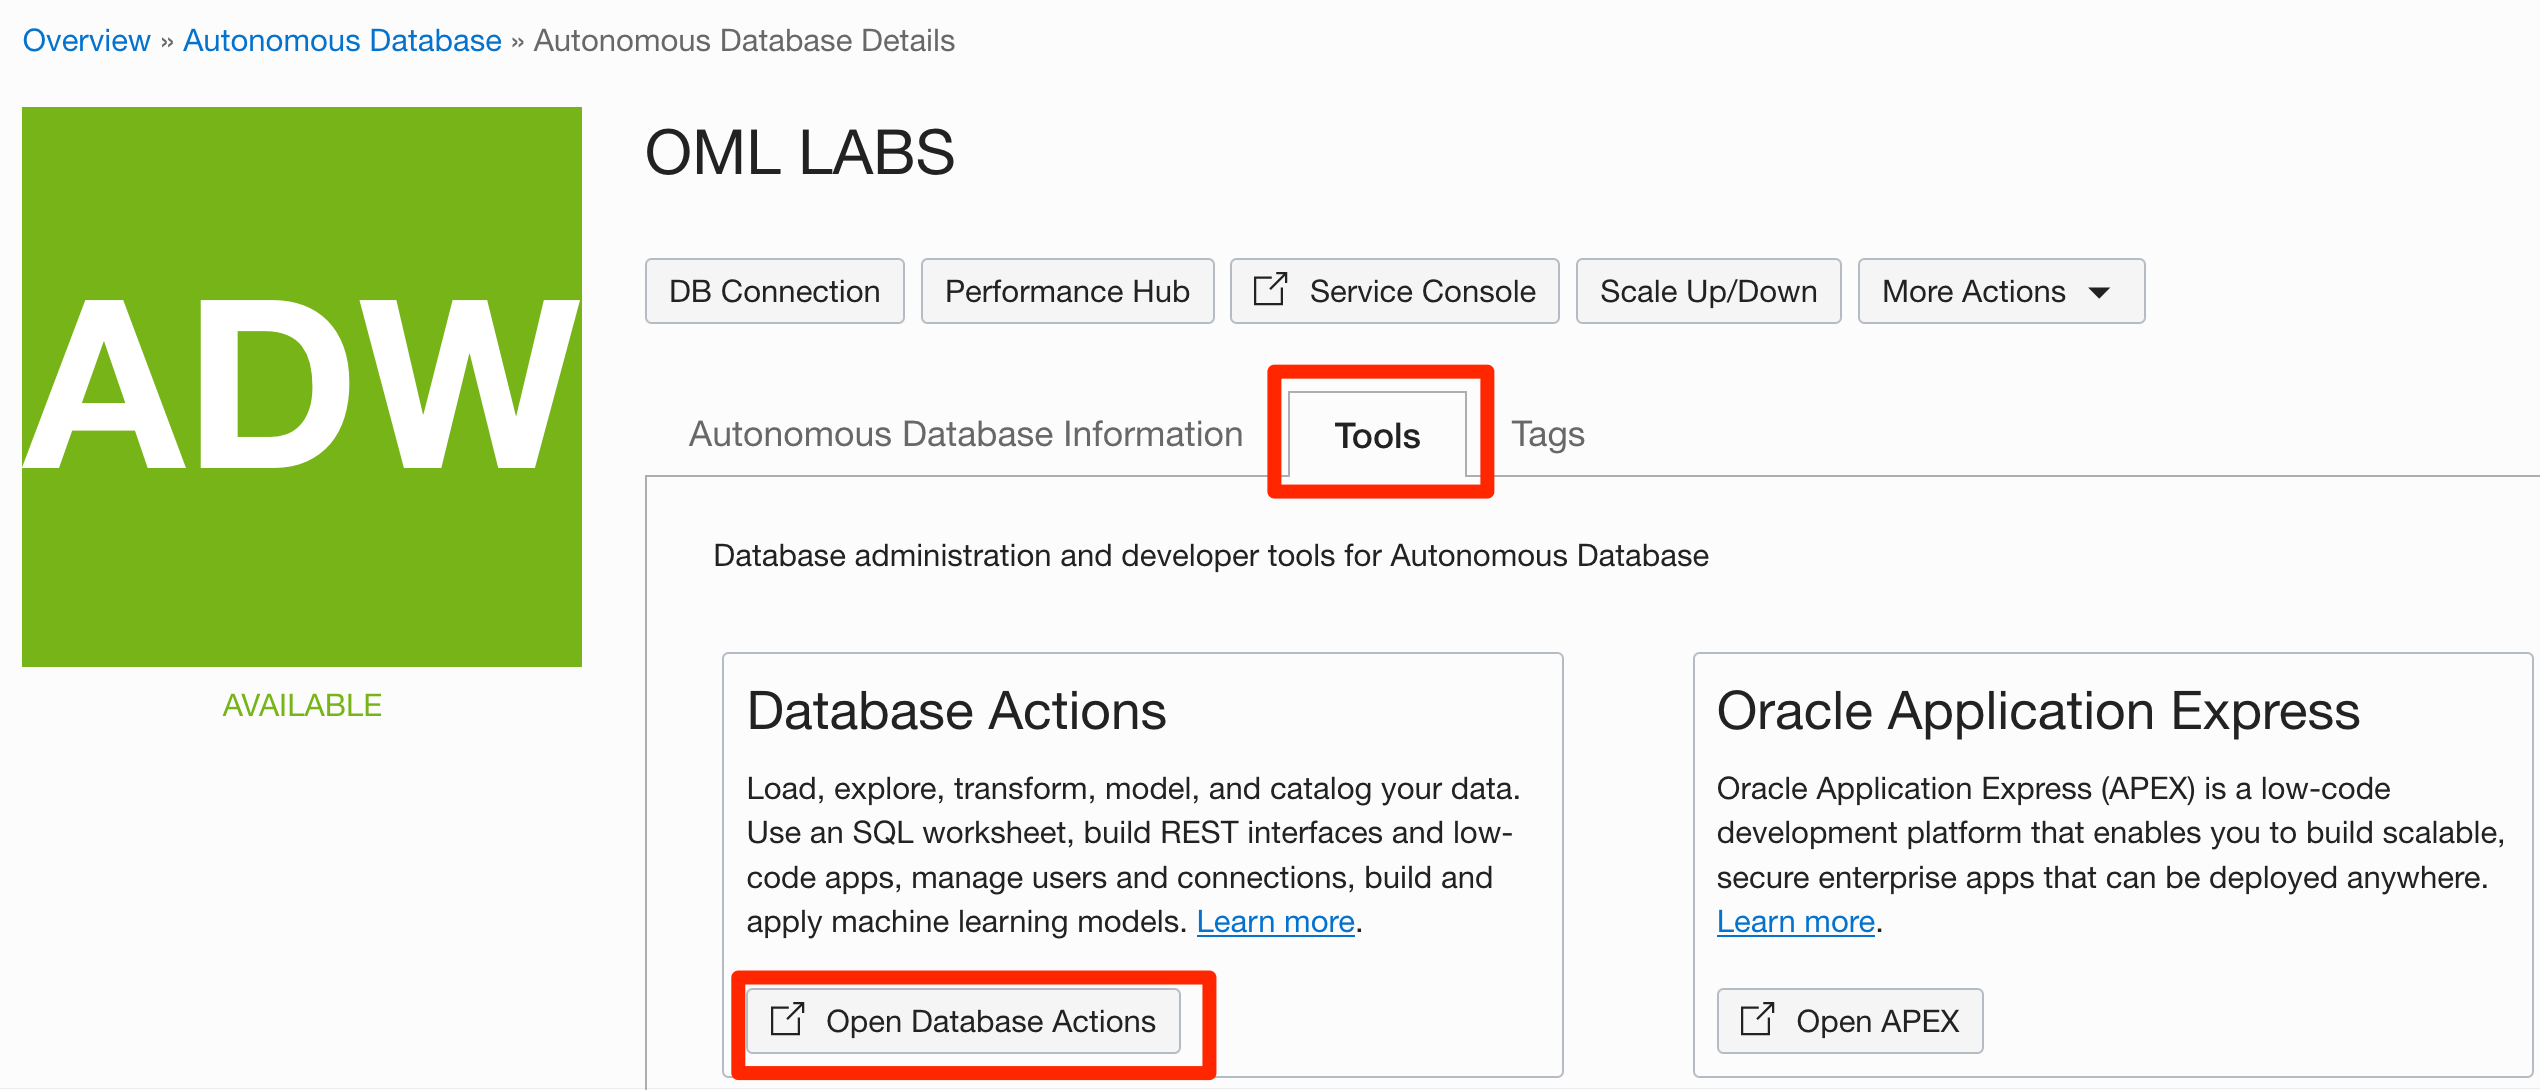 Overview » Autonomous Database » Autonomous Database Details
ADW
AVAILABLE
OML LABS
DB Connection
Performance Hub
Service Console
Scale Up/Down
More Actions
Autonomous Database Information
Tools
Tags
Database administration and developer tools for Autonomous Database
Database Actions
Load, explore, transform, model, and catalog your data.
Use an SQL worksheet, build REST interfaces and low-
code apps, manage users and connections, build and
apply machine learning models. Learn more.
Open Database Actions
Oracle Application Express
Oracle Application Express (APEX) is a low-code
development platform that enables you to build scalable,
secure enterprise apps that can be deployed anywhere.
Learn more.
Open APEX